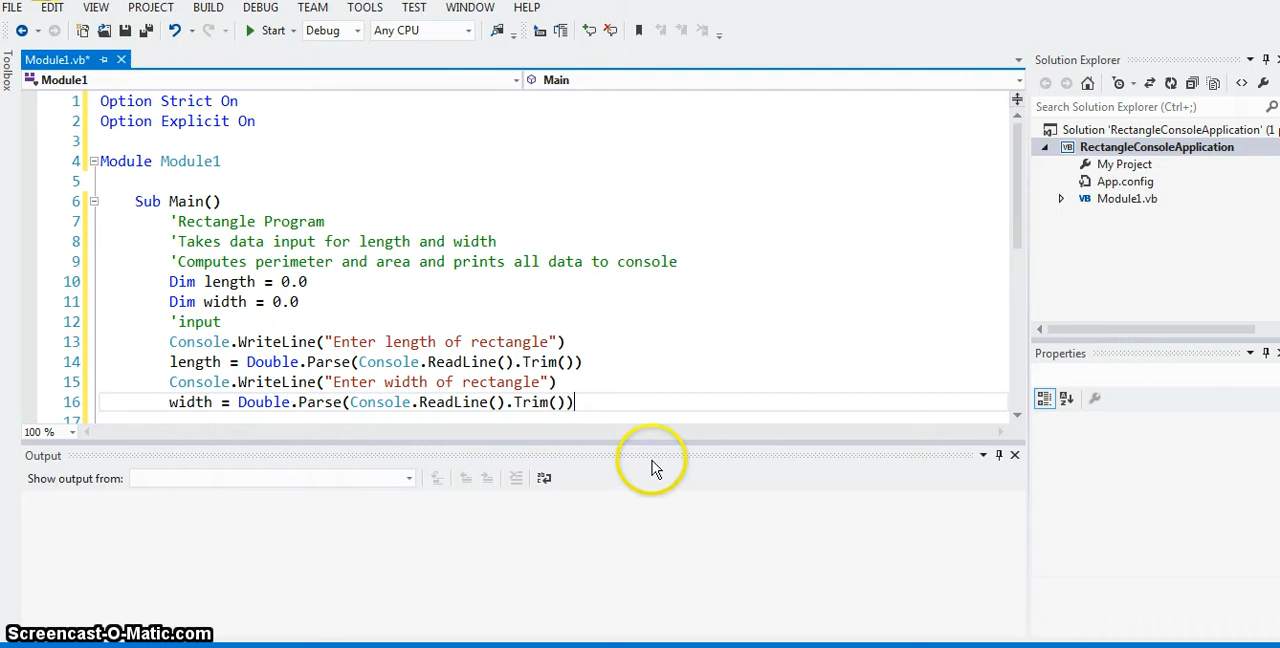 FILE EDIT VIEW PROJECT BUILD DEBUG TEAM TOOLS TEST WINDOW HELP
Start Debug Any CPU
Toolbox
Module1.vb*
Module1 Main
1 Option Strict On
2 Option Explicit On
3
4 Module Module1
5
6 Sub Main()
7 'Rectangle Program
8 'Takes data input for length and width
9 'Computes perimeter and area and prints all data to console
10 Dim length = 0.0
11 Dim width = 0.0
12 'input
13 Console.WriteLine("Enter length of rectangle")
14 length = Double.Parse(Console.ReadLine().Trim())
15 Console.WriteLine("Enter width of rectangle")
16 width = Double.Parse(Console.ReadLine().Trim())
17
100 %
Output
Show output from:
Solution Explorer
Search Solution Explorer (Ctrl+;)
Solution 'RectangleConsoleApplication' (1 p
VB RectangleConsoleApplication
My Project
App.config
VB Module1.vb
Properties
Screencast-O-Matic.com